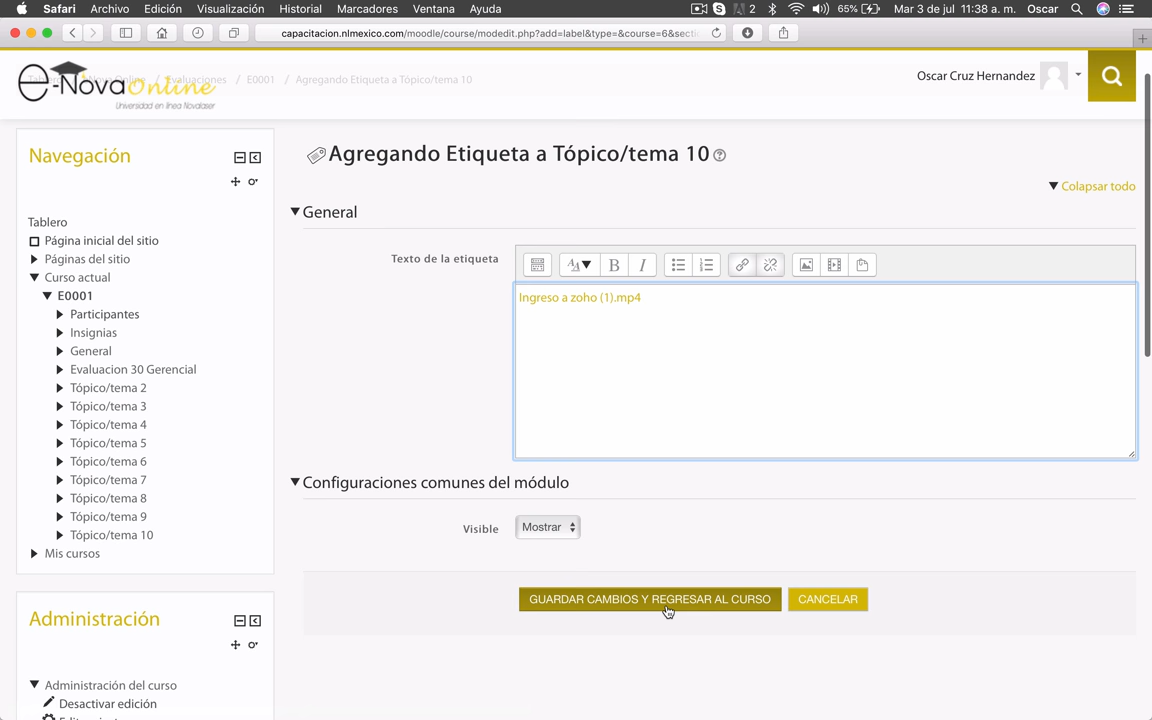 Safari Archivo Edición Visualización Historial Marcadores Ventana Ayuda 2 65% Mar 3 de jul 11:38 a. m. Oscar
capacitacion.nlmexico.com/moodle/course/modedit.php?add=label&type=&course=6&secti
Evaluaciones / E0001 / Agregando Etiqueta a Tópico/tema 10
e-Nova Online
Universidad en línea Novalaser
Oscar Cruz Hernandez
Navegación
Tablero
Página inicial del sitio
Páginas del sitio
Curso actual
E0001
Participantes
Insignias
General
Evaluacion 30 Gerencial
Tópico/tema 2
Tópico/tema 3
Tópico/tema 4
Tópico/tema 5
Tópico/tema 6
Tópico/tema 7
Tópico/tema 8
Tópico/tema 9
Tópico/tema 10
Mis cursos
Administración
Administración del curso
Desactivar edición
Agregando Etiqueta a Tópico/tema 10
Colapsar todo
General
Texto de la etiqueta
B I
Ingreso a zoho (1).mp4
Configuraciones comunes del módulo
Visible Mostrar
GUARDAR CAMBIOS Y REGRESAR AL CURSO CANCELAR